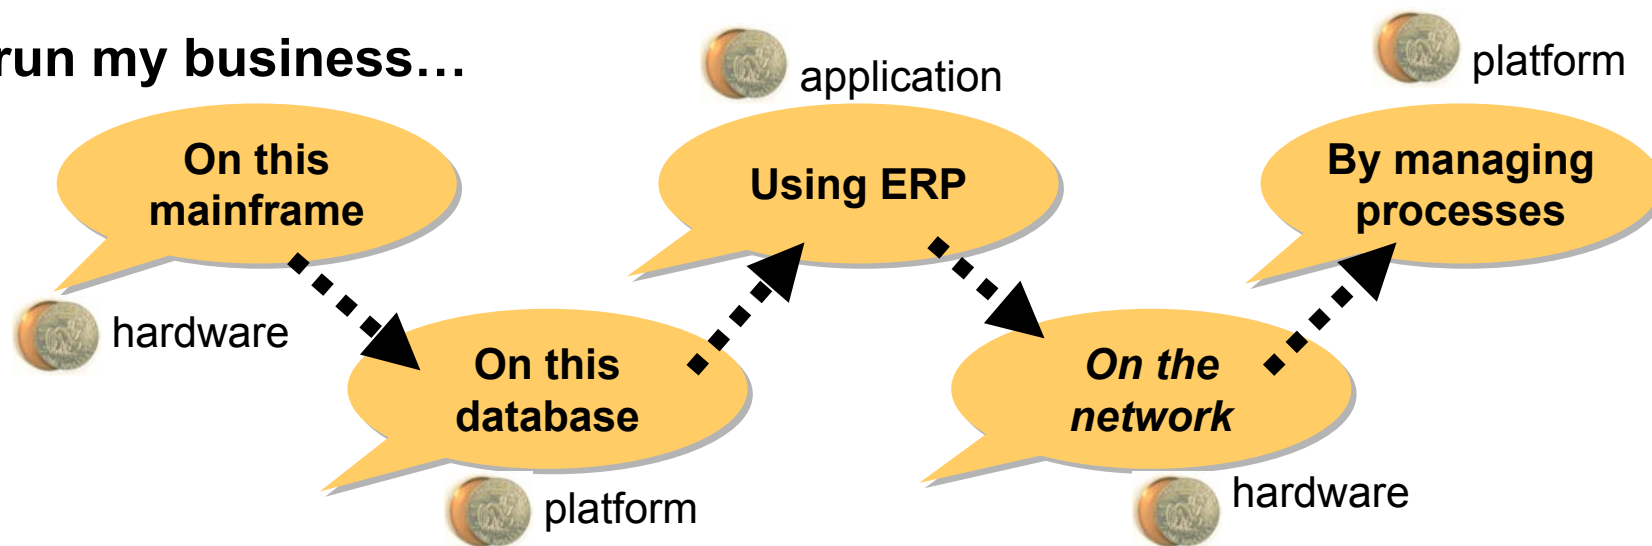 run my business…
application
platform
On this
mainframe
Using ERP
By managing
processes
hardware
On this
database
On the
network
platform
hardware